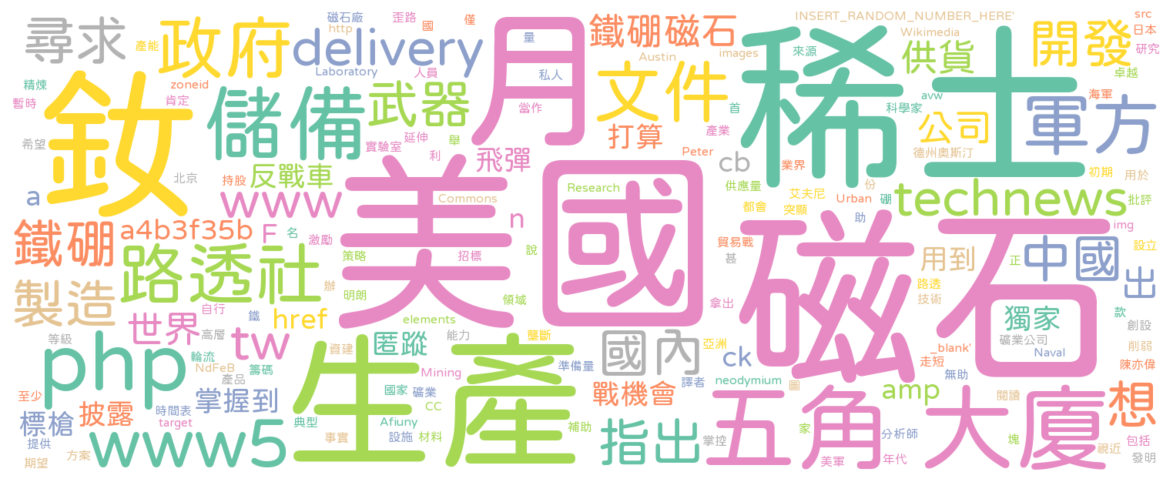 尋求
產能
政府
磁石廠
http
歪路
國
僅
delivery
Laboratory
人員
月
量
私人
當作
鐵硼磁石
Austin
images
文件
打算
首
產業
INSERT_RANDOM_NUMBER_HERE'
Wikimedia
來源
稀土
供貨
科學家
avw
公司
德州奧斯汀
開發
src
日本
研究
卓越
海軍
軍方
初期
用於
批評
精煉
暫時
希望
釹
zoneid
肯定
儲備
武器
延伸
舉
實驗室
利
飛彈
反戰車
北京
持股
a
www
美國
Commons
n
Research
說
cb
Peter
業界
供應量
艾夫尼
份
Urban
硼
都會
突顯
助
technews
img
鐵硼
a4b3f35b
F
名
激勵
策略
招標
辦
明朗
領域
路透社
磁石
貿易戰
甚
拿出
用到
路透
技術
正
中國
設立
出
款
製造
自行
世界
鐵
高層
href
elements
能力
壟斷
獨家
礦業公司
創設
削弱
Naval
陳亦偉
等級
php
tw
輪流
NdFeB
資建
籌碼
產品
匿蹤
生產
國內
亞洲
準備量
譯者
ck
neodymium
圖
_blank'
走短
無助
至少
標槍
披露
掌握到
時間表
target
國家
礦業
Mining
CC
典型
Afiuny
補助
戰機會
五角大廈
amp
閱讀
想
提供
期望
方案
www5
事實
設施
材料
指出
掌控
美軍
家
分析師
年代
塊
視近
包括
發明